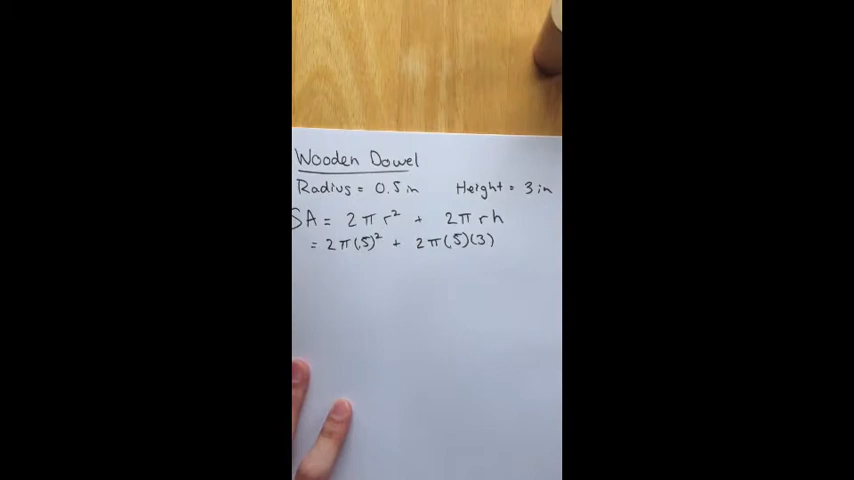 Wooden Dowel
Radius = 0.5 in Height = 3 in
SA = 2πr² + 2πrh
= 2π(.5)² + 2π(.5)(3)